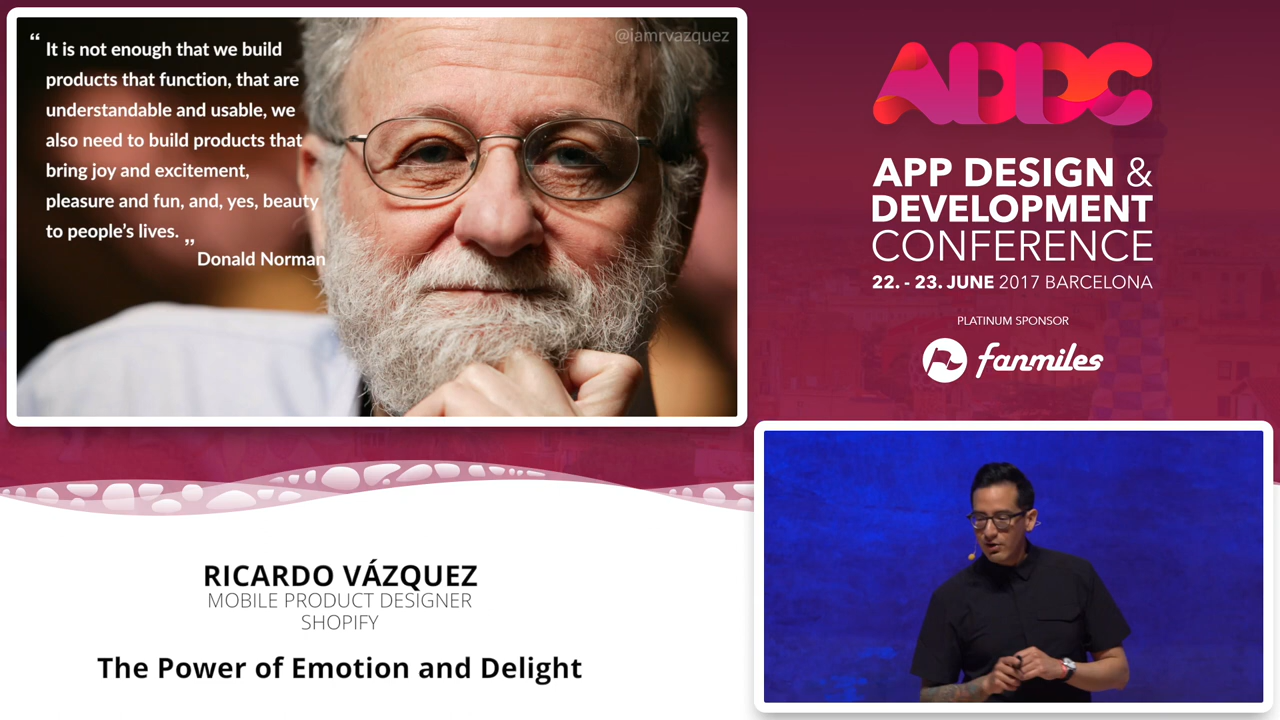 @iamrvazquez
“ It is not enough that we build
products that function, that are
understandable and usable, we
also need to build products that
bring joy and excitement,
pleasure and fun, and, yes, beauty
to people’s lives. ”
Donald Norman
ADDC
APP DESIGN &
DEVELOPMENT
CONFERENCE
22. - 23. JUNE 2017 BARCELONA
PLATINUM SPONSOR
fanmiles
RICARDO VÁZQUEZ
MOBILE PRODUCT DESIGNER
SHOPIFY
The Power of Emotion and Delight